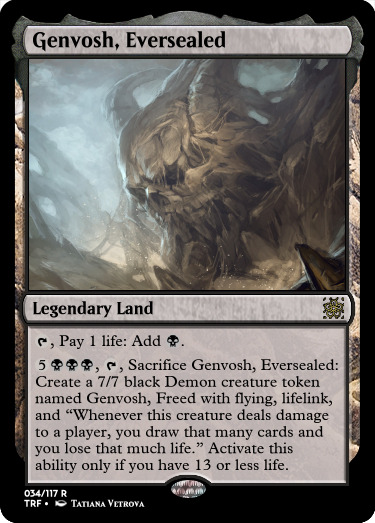 Genvosh, Eversealed
Legendary Land
, Pay 1 life: Add .
5 , , Sacrifice Genvosh, Eversealed:
Create a 7/7 black Demon creature token
named Genvosh, Freed with flying, lifelink,
and “Whenever this creature deals damage
to a player, you draw that many cards and
you lose that much life.” Activate this
ability only if you have 13 or less life.
034/117 R
TRF • Tatiana Vetrova